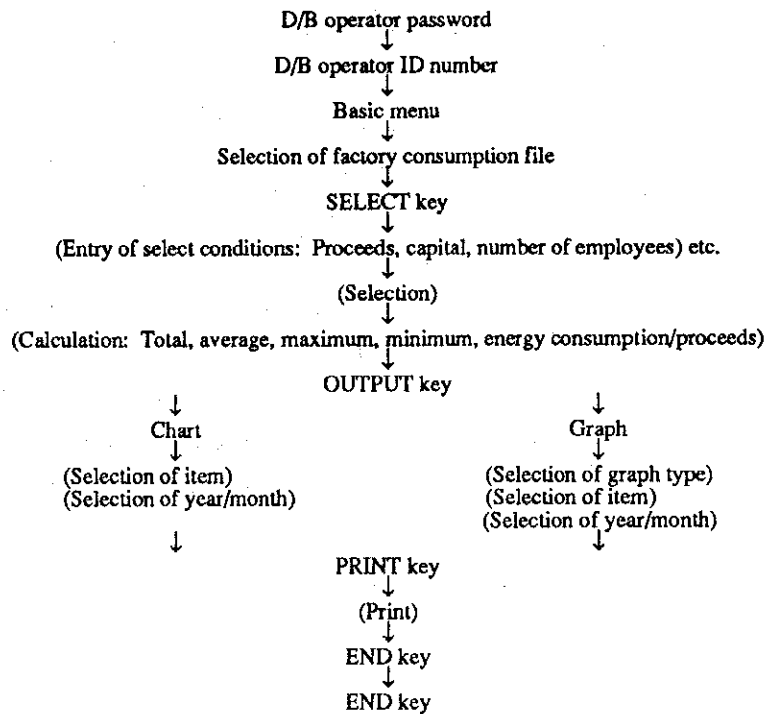 D/B operator password
↓
D/B operator ID number
↓
Basic menu
↓
Selection of factory consumption file
↓
SELECT key
↓
(Entry of select conditions: Proceeds, capital, number of employees) etc.
↓
(Selection)
↓
(Calculation: Total, average, maximum, minimum, energy consumption/proceeds)
↓
OUTPUT key
↓ ↓
Chart Graph
↓ ↓
(Selection of item) (Selection of graph type)
(Selection of year/month) (Selection of item)
(Selection of year/month)
↓ ↓
PRINT key
↓
(Print)
↓
END key
↓
END key